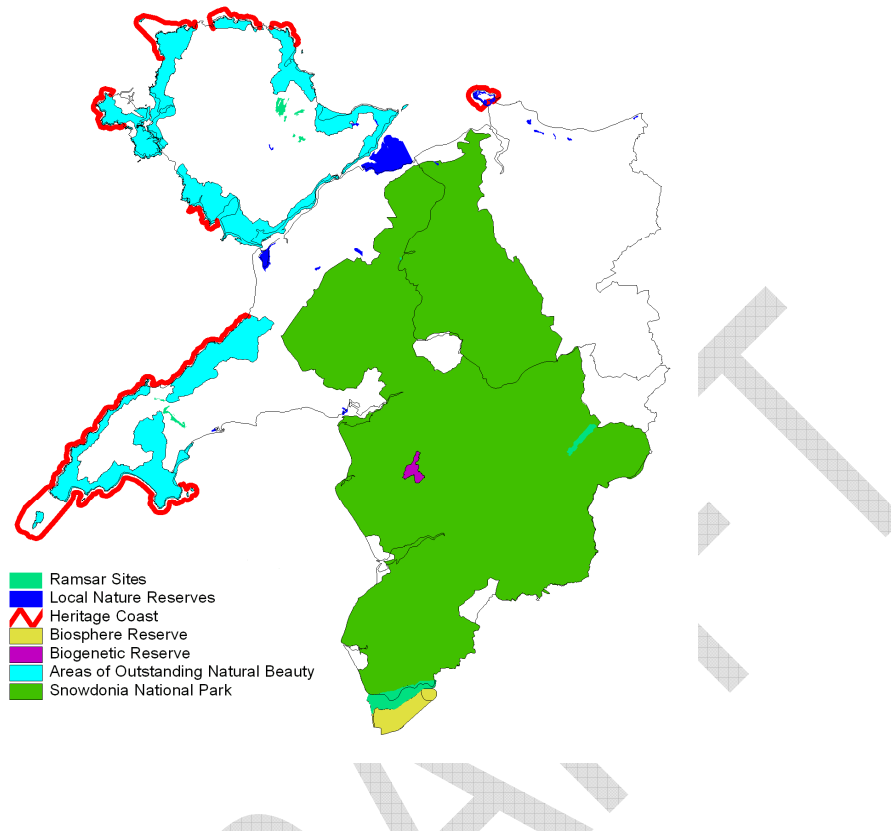 Ramsar Sites
Local Nature Reserves
Heritage Coast
Biosphere Reserve
Biogenetic Reserve
Areas of Outstanding Natural Beauty
Snowdonia National Park